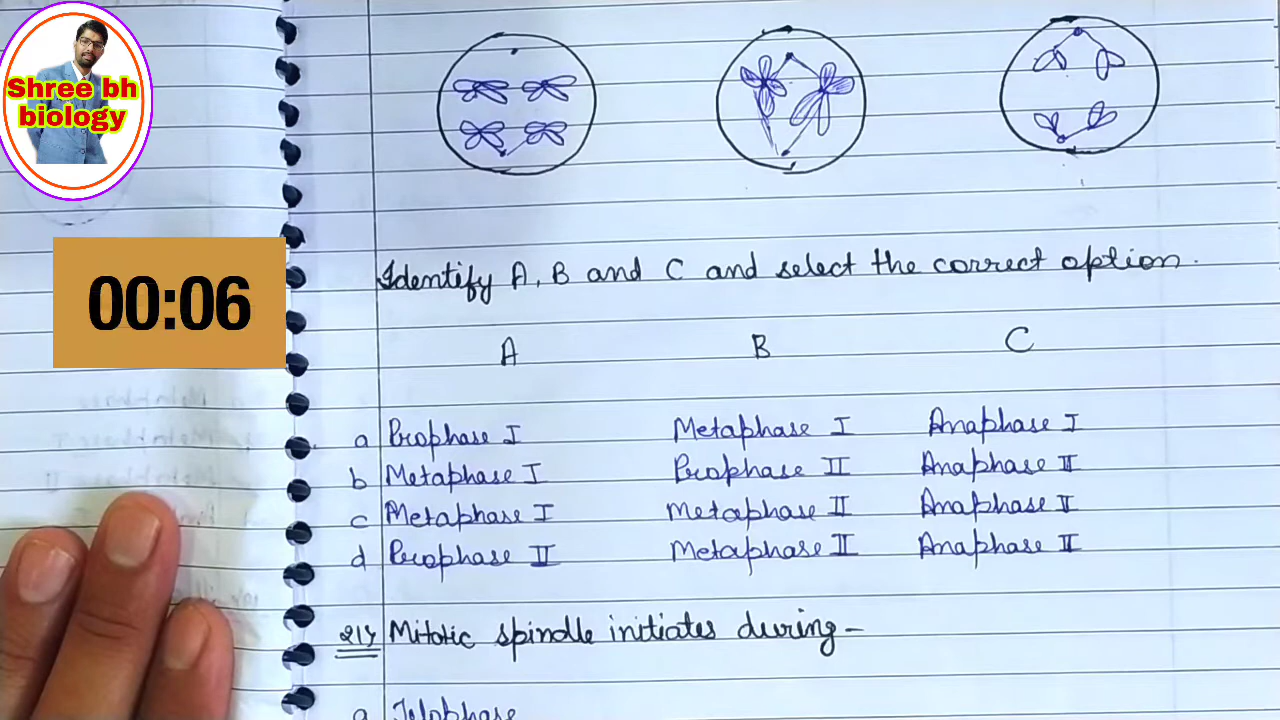 Shree bh
biology
00:06
Identify A, B and C and select the correct option.
A B C
a Prophase I Metaphase I Anaphase I
b Metaphase I Prophase II Anaphase II
c Metaphase I Metaphase II Anaphase II
d Prophase II Metaphase II Anaphase II
214 Mitotic spindle initiates during -
a Telophase